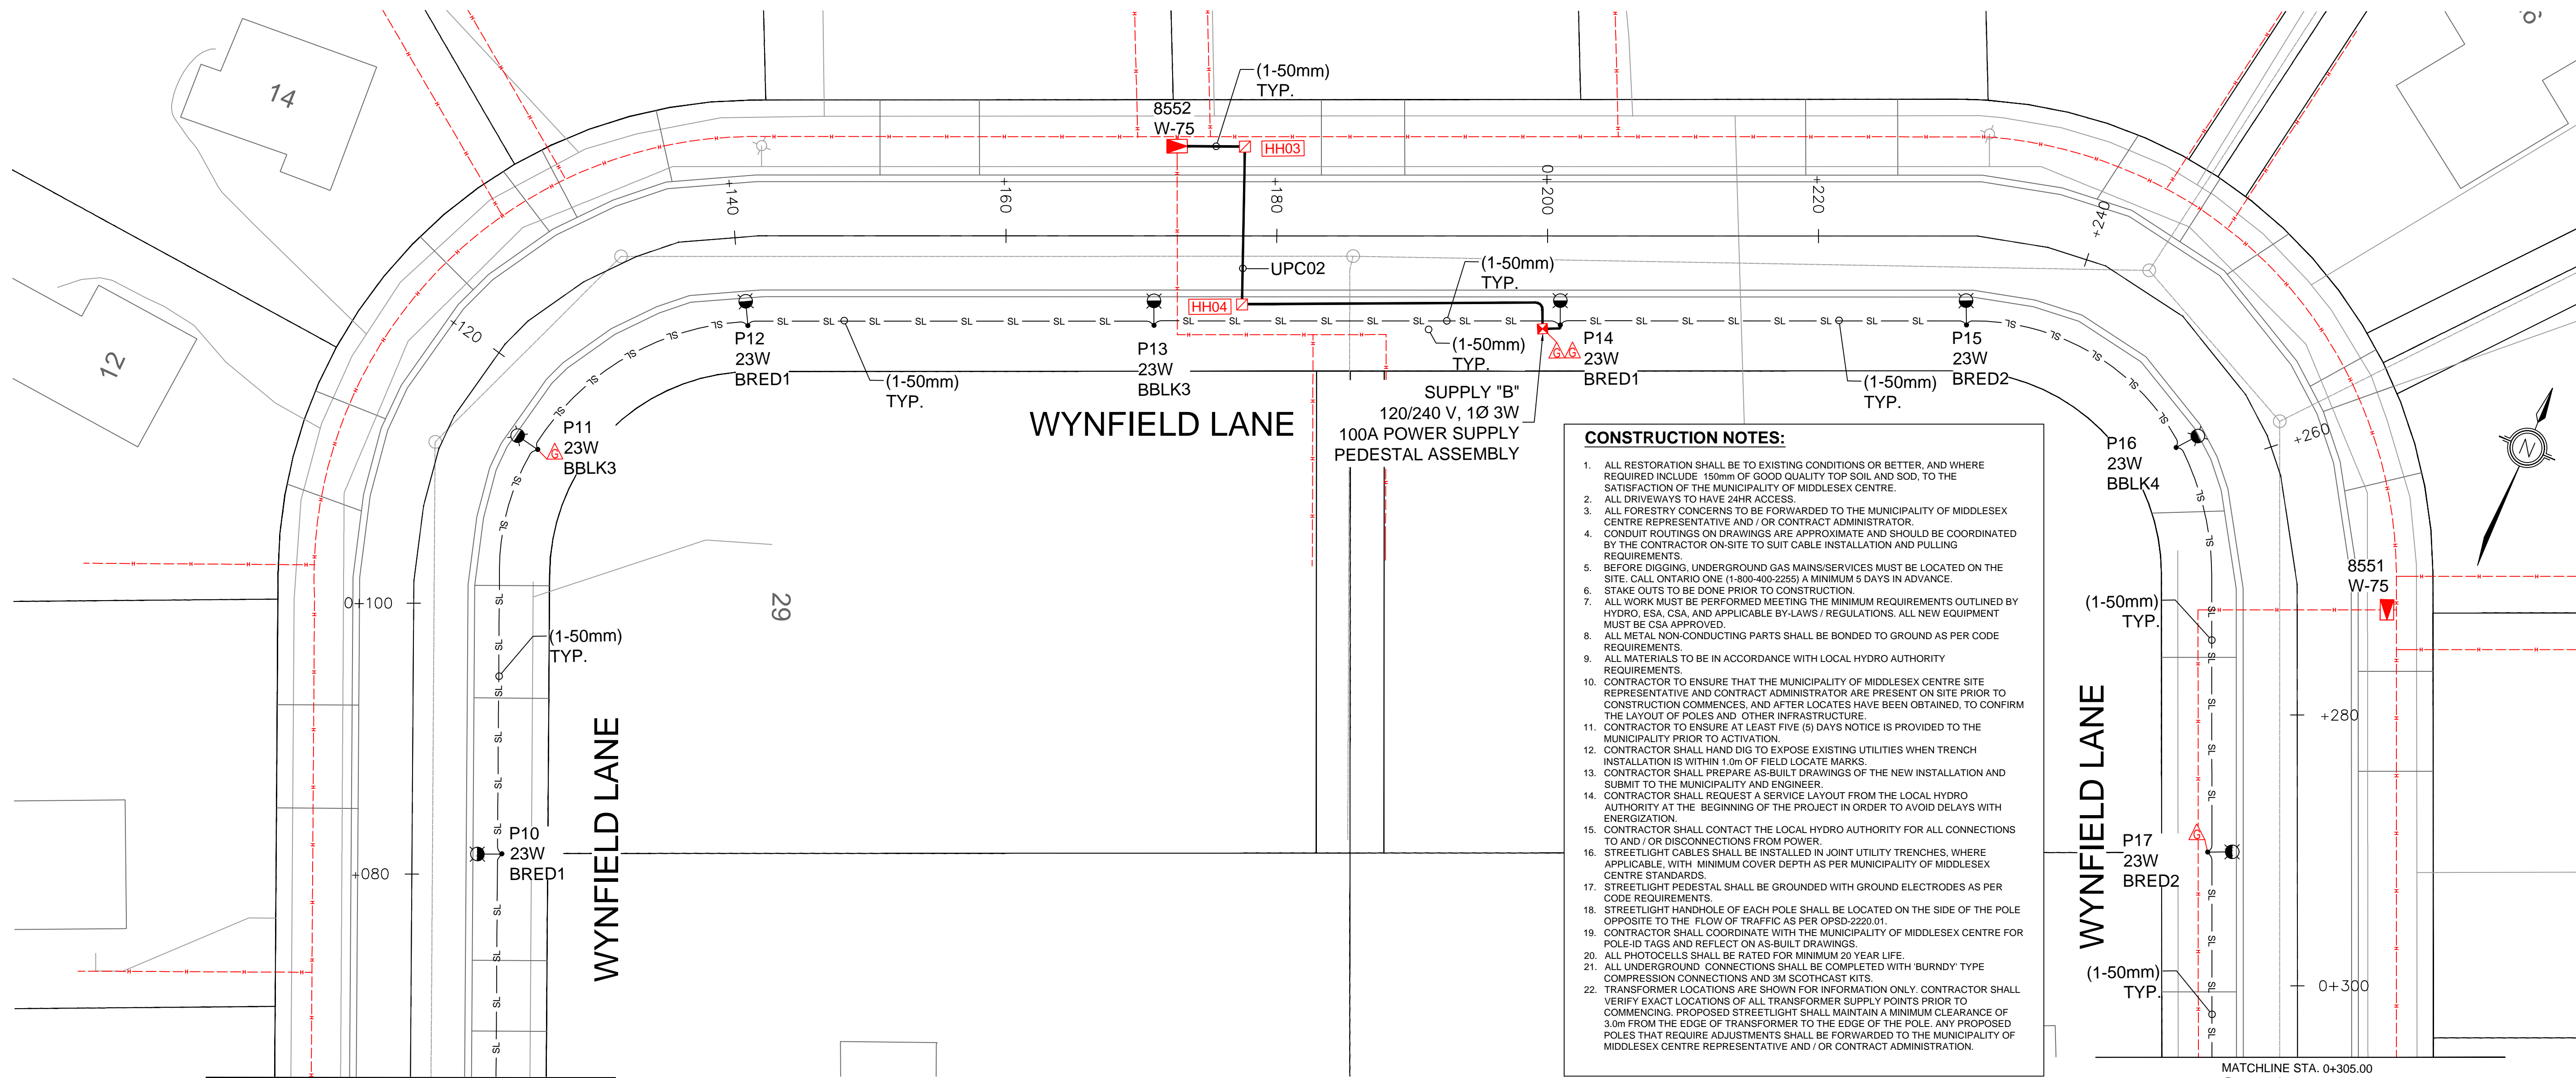 14
12
29
(1-50mm)
TYP.
8552
W-75
HH03
+140
+160
+180
0+200
+220
+240
+120
+260
UPC02
HH04
(1-50mm)
TYP.
(1-50mm)
TYP.
P12
23W
BRED1
P13
23W
BBLK3
P14
23W
BRED1
P15
23W
BRED2
(1-50mm)
TYP.
(1-50mm)
TYP.
WYNFIELD LANE
SUPPLY "B"
120/240 V, 1Ø 3W
100A POWER SUPPLY
PEDESTAL ASSEMBLY
P11
23W
BBLK3
P16
23W
BBLK4
N
8551
W-75
0+100
(1-50mm)
TYP.
(1-50mm)
TYP.
WYNFIELD LANE
WYNFIELD LANE
+280
P10
23W
BRED1
+080
P17
23W
BRED2
(1-50mm)
TYP.
0+300
MATCHLINE STA. 0+305.00
CONSTRUCTION NOTES:
1. ALL RESTORATION SHALL BE TO EXISTING CONDITIONS OR BETTER, AND WHERE
REQUIRED INCLUDE 150mm OF GOOD QUALITY TOP SOIL AND SOD, TO THE
SATISFACTION OF THE MUNICIPALITY OF MIDDLESEX CENTRE.
2. ALL DRIVEWAYS TO HAVE 24HR ACCESS.
3. ALL FORESTRY CONCERNS TO BE FORWARDED TO THE MUNICIPALITY OF MIDDLESEX
CENTRE REPRESENTATIVE AND / OR CONTRACT ADMINISTRATOR.
4. CONDUIT ROUTINGS ON DRAWINGS ARE APPROXIMATE AND SHOULD BE COORDINATED
BY THE CONTRACTOR ON-SITE TO SUIT CABLE INSTALLATION AND PULLING
REQUIREMENTS.
5. BEFORE DIGGING, UNDERGROUND GAS MAINS/SERVICES MUST BE LOCATED ON THE
SITE. CALL ONTARIO ONE (1-800-400-2255) A MINIMUM 5 DAYS IN ADVANCE.
6. STAKE OUTS TO BE DONE PRIOR TO CONSTRUCTION.
7. ALL WORK MUST BE PERFORMED MEETING THE MINIMUM REQUIREMENTS OUTLINED BY
HYDRO, ESA, CSA, AND APPLICABLE BY-LAWS / REGULATIONS. ALL NEW EQUIPMENT
MUST BE CSA APPROVED.
8. ALL METAL NON-CONDUCTING PARTS SHALL BE BONDED TO GROUND AS PER CODE
REQUIREMENTS.
9. ALL MATERIALS TO BE IN ACCORDANCE WITH LOCAL HYDRO AUTHORITY
REQUIREMENTS.
10. CONTRACTOR TO ENSURE THAT THE MUNICIPALITY OF MIDDLESEX CENTRE SITE
REPRESENTATIVE AND CONTRACT ADMINISTRATOR ARE PRESENT ON SITE PRIOR TO
CONSTRUCTION COMMENCES, AND AFTER LOCATES HAVE BEEN OBTAINED, TO CONFIRM
THE LAYOUT OF POLES AND OTHER INFRASTRUCTURE.
11. CONTRACTOR TO ENSURE AT LEAST FIVE (5) DAYS NOTICE IS PROVIDED TO THE
MUNICIPALITY PRIOR TO ACTIVATION.
12. CONTRACTOR SHALL HAND DIG TO EXPOSE EXISTING UTILITIES WHEN TRENCH
INSTALLATION IS WITHIN 1.0m OF FIELD LOCATE MARKS.
13. CONTRACTOR SHALL PREPARE AS-BUILT DRAWINGS OF THE NEW INSTALLATION AND
SUBMIT TO THE MUNICIPALITY AND ENGINEER.
14. CONTRACTOR SHALL REQUEST A SERVICE LAYOUT FROM THE LOCAL HYDRO
AUTHORITY AT THE BEGINNING OF THE PROJECT IN ORDER TO AVOID DELAYS WITH
ENERGIZATION.
15. CONTRACTOR SHALL CONTACT THE LOCAL HYDRO AUTHORITY FOR ALL CONNECTIONS
TO AND / OR DISCONNECTIONS FROM POWER.
16. STREETLIGHT CABLES SHALL BE INSTALLED IN JOINT UTILITY TRENCHES, WHERE
APPLICABLE, WITH MINIMUM COVER DEPTH AS PER MUNICIPALITY OF MIDDLESEX
CENTRE STANDARDS.
17. STREETLIGHT PEDESTAL SHALL BE GROUNDED WITH GROUND ELECTRODES AS PER
CODE REQUIREMENTS.
18. STREETLIGHT HANDHOLE OF EACH POLE SHALL BE LOCATED ON THE SIDE OF THE POLE
OPPOSITE TO THE FLOW OF TRAFFIC AS PER OPSD-2220.01.
19. CONTRACTOR SHALL COORDINATE WITH THE MUNICIPALITY OF MIDDLESEX CENTRE FOR
POLE-ID TAGS AND REFLECT ON AS-BUILT DRAWINGS.
20. ALL PHOTOCELLS SHALL BE RATED FOR MINIMUM 20 YEAR LIFE.
21. ALL UNDERGROUND CONNECTIONS SHALL BE COMPLETED WITH 'BURNDY' TYPE
COMPRESSION CONNECTIONS AND 3M SCOTHCAST KITS.
22. TRANSFORMER LOCATIONS ARE SHOWN FOR INFORMATION ONLY. CONTRACTOR SHALL
VERIFY EXACT LOCATIONS OF ALL TRANSFORMER SUPPLY POINTS PRIOR TO
COMMENCING. PROPOSED STREETLIGHT SHALL MAINTAIN A MINIMUM CLEARANCE OF
3.0m FROM THE EDGE OF TRANSFORMER TO THE EDGE OF THE POLE. ANY PROPOSED
POLES THAT REQUIRE ADJUSTMENTS SHALL BE FORWARDED TO THE MUNICIPALITY OF
MIDDLESEX CENTRE REPRESENTATIVE AND / OR CONTRACT ADMINISTRATION.